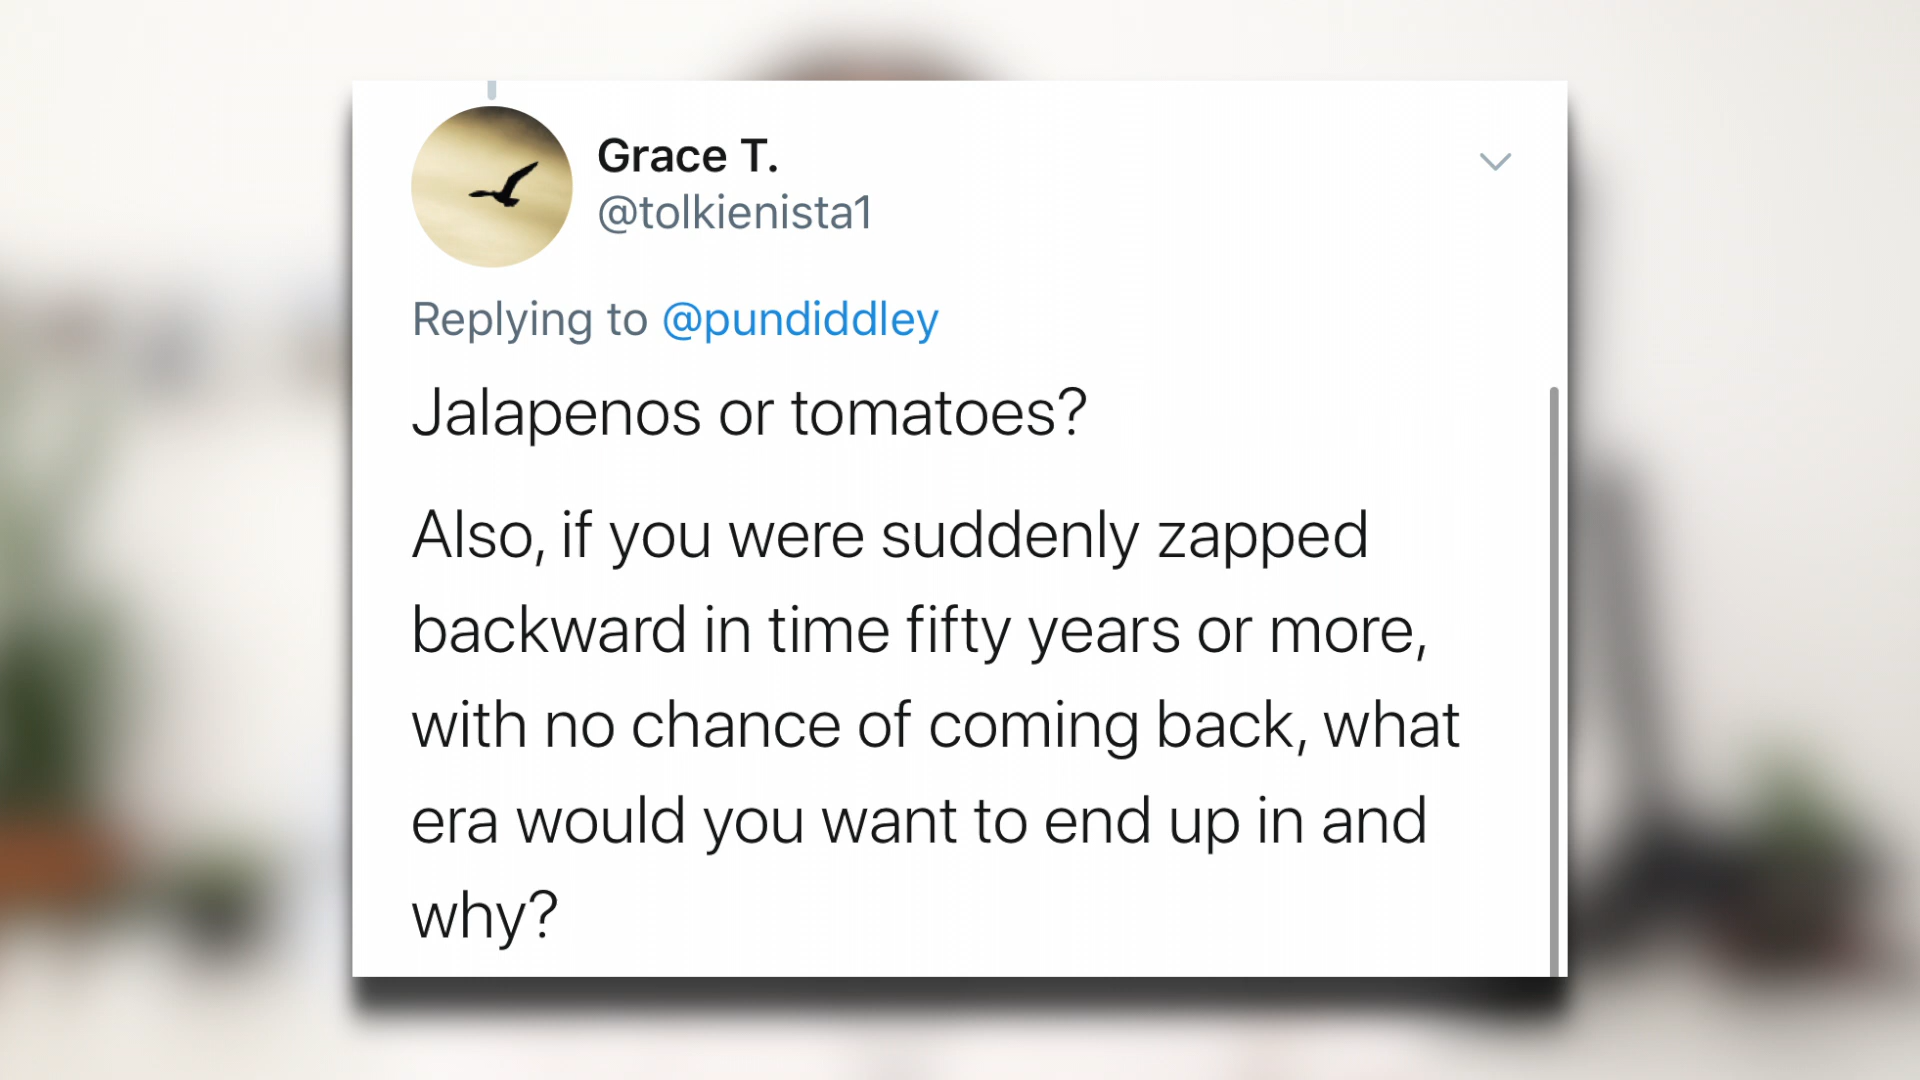 Grace T.
@tolkienista1
Replying to @pundiddley
Jalapenos or tomatoes?
Also, if you were suddenly zapped
backward in time fifty years or more,
with no chance of coming back, what
era would you want to end up in and
why?